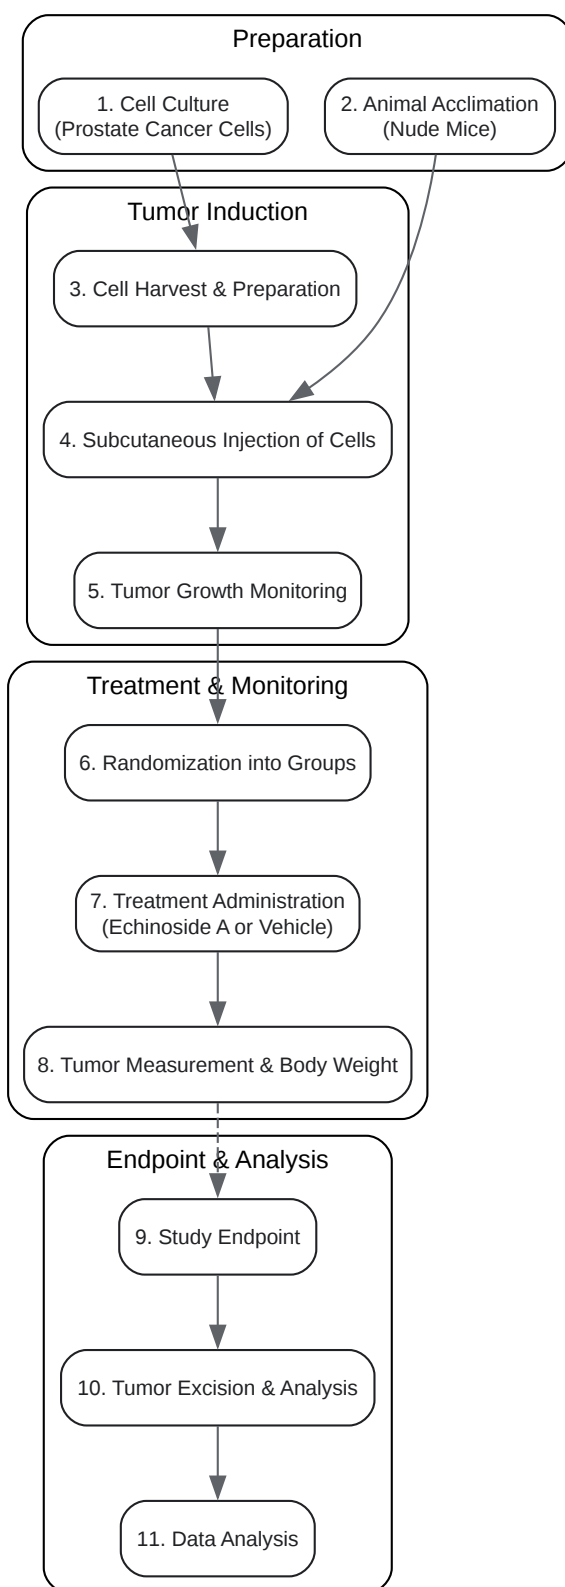 Preparation
1. Cell Culture
(Prostate Cancer Cells)
2. Animal Acclimation
(Nude Mice)
Tumor Induction
3. Cell Harvest & Preparation
4. Subcutaneous Injection of Cells
5. Tumor Growth Monitoring
Treatment & Monitoring
6. Randomization into Groups
7. Treatment Administration
(Echinoside A or Vehicle)
8. Tumor Measurement & Body Weight
Endpoint & Analysis
9. Study Endpoint
10. Tumor Excision & Analysis
11. Data Analysis